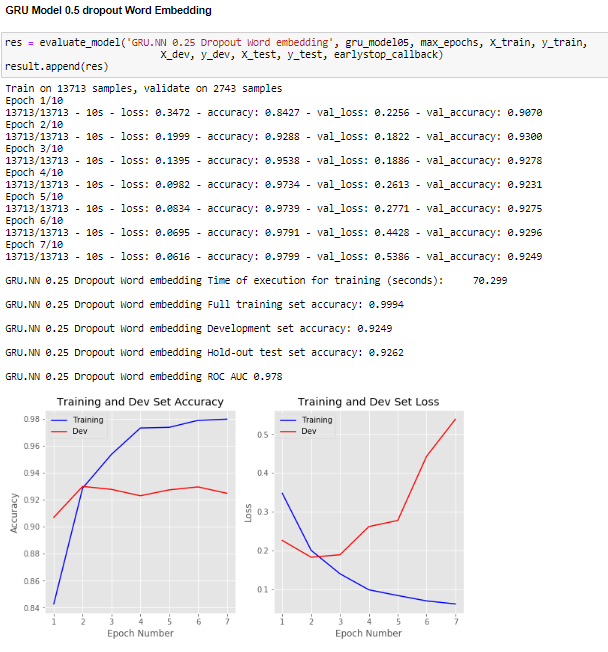 GRU Model 0.5 dropout Word Embedding
res = evaluate_model('GRU.NN 0.25 Dropout Word embedding', gru_model05, max_epochs, X_train, y_train,
X_dev, y_dev, X_test, y_test, earlystop_callback)
result.append(res)
Train on 13713 samples, validate on 2743 samples
Epoch 1/10
13713/13713 - 10s - loss: 0.3472 - accuracy: 0.8427 - val_loss: 0.2256 - val_accuracy: 0.9070
Epoch 2/10
13713/13713 - 10s - loss: 0.1999 - accuracy: 0.9288 - val_loss: 0.1822 - val_accuracy: 0.9300
Epoch 3/10
13713/13713 - 10s - loss: 0.1395 - accuracy: 0.9538 - val_loss: 0.1886 - val_accuracy: 0.9278
Epoch 4/10
13713/13713 - 10s - loss: 0.0982 - accuracy: 0.9734 - val_loss: 0.2613 - val_accuracy: 0.9231
Epoch 5/10
13713/13713 - 10s - loss: 0.0834 - accuracy: 0.9739 - val_loss: 0.2771 - val_accuracy: 0.9275
Epoch 6/10
13713/13713 - 10s - loss: 0.0695 - accuracy: 0.9791 - val_loss: 0.4428 - val_accuracy: 0.9296
Epoch 7/10
13713/13713 - 10s - loss: 0.0616 - accuracy: 0.9799 - val_loss: 0.5386 - val_accuracy: 0.9249
GRU.NN 0.25 Dropout Word embedding Time of execution for training (seconds): 70.299
GRU.NN 0.25 Dropout Word embedding Full training set accuracy: 0.9994
GRU.NN 0.25 Dropout Word embedding Development set accuracy: 0.9249
GRU.NN 0.25 Dropout Word embedding Hold-out test set accuracy: 0.9262
GRU.NN 0.25 Dropout Word embedding ROC AUC 0.978
Training and Dev Set Accuracy
Training
Dev
0.98
0.96
0.94
0.92
0.90
0.88
0.86
0.84
Accuracy
1 2 3 4 5 6 7
Epoch Number
Training and Dev Set Loss
Training
Dev
0.5
0.4
0.3
0.2
0.1
Loss
1 2 3 4 5 6 7
Epoch Number